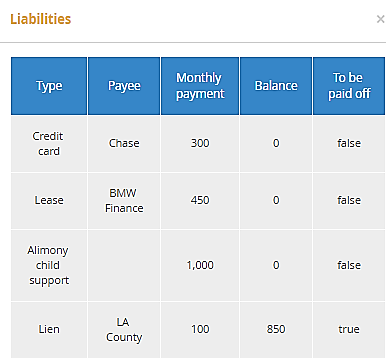 Liabilities ×
Type Payee Monthly payment Balance To be paid off
Credit card Chase 300 0 false
Lease BMW Finance 450 0 false
Alimony child support 1,000 0 false
Lien LA County 100 850 true